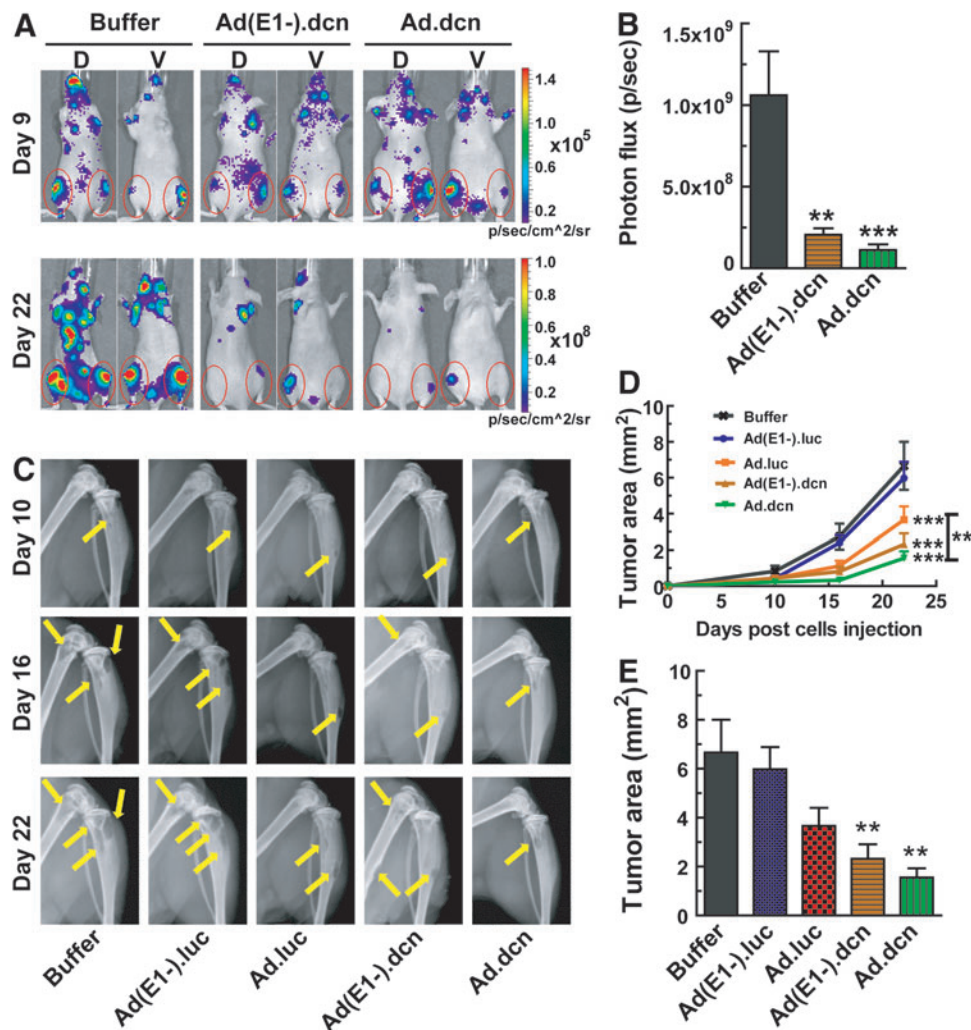 A
Buffer
Ad(E1-).dcn
Ad.dcn
D
V
D
V
D
V
Day 9
1.4
1.0
0.6
0.2
x10^5
p/sec/cm^2/sr
Day 22
1.0
0.8
0.6
0.4
0.2
x10^8
p/sec/cm^2/sr
B
Photon flux (p/sec)
1.5x10^9
1.0x10^9
5.0x10^8
0
**
***
Buffer
Ad(E1-).dcn
Ad.dcn
C
Day 10
Day 16
Day 22
Buffer
Ad(E1-).luc
Ad.luc
Ad(E1-).dcn
Ad.dcn
D
Tumor area (mm²)
10
8
6
4
2
0
Buffer
Ad(E1-).luc
Ad.luc
Ad(E1-).dcn
Ad.dcn
***
***
***
**
0
5
10
15
20
25
Days post cells injection
E
Tumor area (mm²)
10
8
6
4
2
0
**
**
Buffer
Ad(E1-).luc
Ad.luc
Ad(E1-).dcn
Ad.dcn